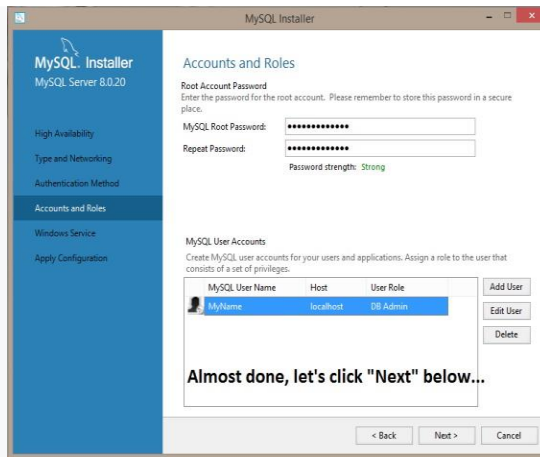 MySQL Installer
MySQL. Installer
MySQL Server 8.0.20
High Availability
Type and Networking
Authentication Method
Accounts and Roles
Windows Service
Apply Configuration
Accounts and Roles
Root Account Password
Enter the password for the root account. Please remember to store this password in a secure
place.
MySQL Root Password: •••••••••••••
Repeat Password: •••••••••••••
Password strength: Strong
MySQL User Accounts
Create MySQL user accounts for your users and applications. Assign a role to the user that
consists of a set of privileges.
MySQL User Name Host User Role
MyName localhost DB Admin
Add User
Edit User
Delete
Almost done, let's click "Next" below...
< Back Next > Cancel